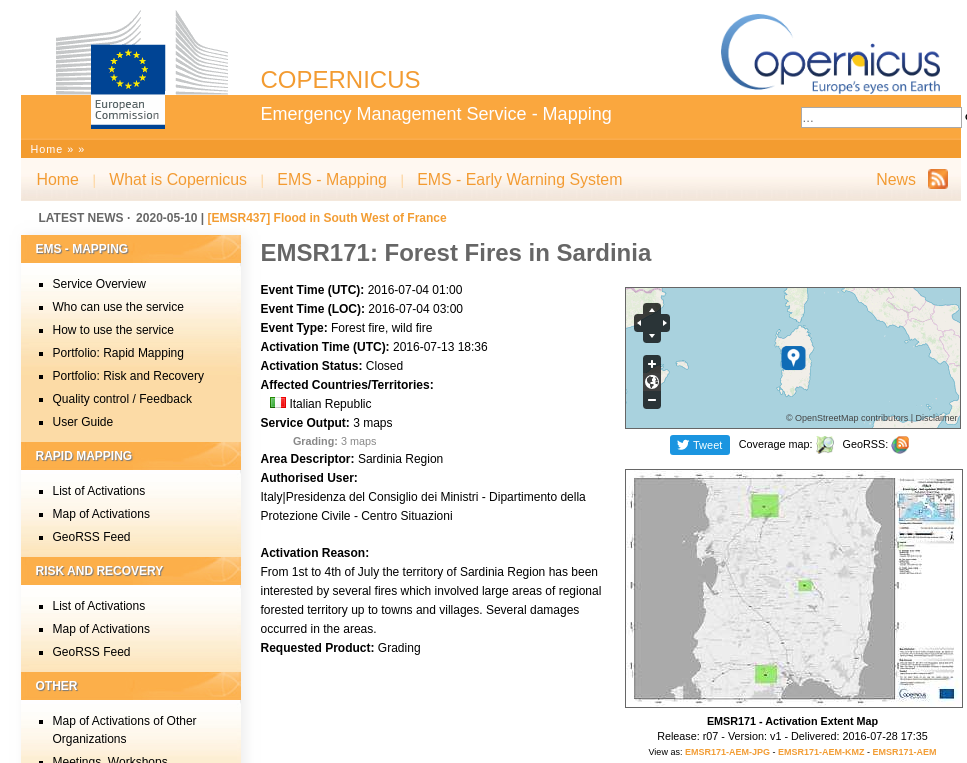 COPERNICUS
opernicus
Europe's eyes on Earth
European
Commission
Emergency Management Service - Mapping
...
Home » »
Home | What is Copernicus | EMS - Mapping | EMS - Early Warning System
News
LATEST NEWS · 2020-05-10 | [EMSR437] Flood in South West of France
EMS - MAPPING
Service Overview
Who can use the service
How to use the service
Portfolio: Rapid Mapping
Portfolio: Risk and Recovery
Quality control / Feedback
User Guide
RAPID MAPPING
List of Activations
Map of Activations
GeoRSS Feed
RISK AND RECOVERY
List of Activations
Map of Activations
GeoRSS Feed
OTHER
Map of Activations of Other
Organizations
Meetings, Workshops
EMSR171: Forest Fires in Sardinia
Event Time (UTC): 2016-07-04 01:00
Event Time (LOC): 2016-07-04 03:00
Event Type: Forest fire, wild fire
Activation Time (UTC): 2016-07-13 18:36
Activation Status: Closed
Affected Countries/Territories:
Italian Republic
Service Output: 3 maps
Grading: 3 maps
Area Descriptor: Sardinia Region
Authorised User:
Italy|Presidenza del Consiglio dei Ministri - Dipartimento della
Protezione Civile - Centro Situazioni
Activation Reason:
From 1st to 4th of July the territory of Sardinia Region has been
interested by several fires which involved large areas of regional
forested territory up to towns and villages. Several damages
occurred in the areas.
Requested Product: Grading
© OpenStreetMap contributors | Disclaimer
Tweet Coverage map: GeoRSS:
EMSR171 - Activation Extent Map
Release: r07 - Version: v1 - Delivered: 2016-07-28 17:35
View as: EMSR171-AEM-JPG - EMSR171-AEM-KMZ - EMSR171-AEM